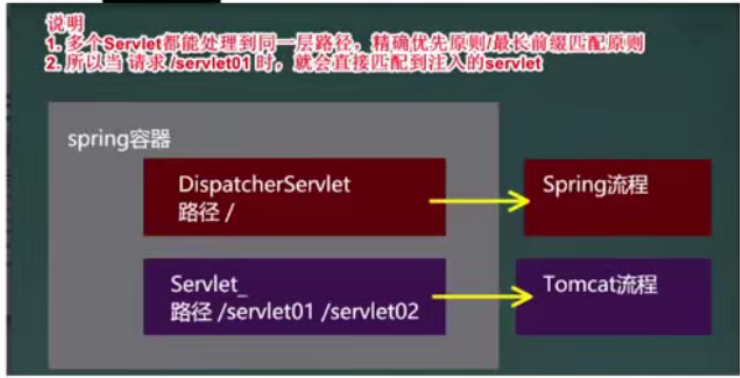 说明
1. 多个Servlet都能处理到同一层路径，精确优先原则/最长前缀匹配原则
2. 所以当 请求 /servlet01 时，就会直接匹配到注入的servlet
spring容器
DispatcherServlet
路径 /
Spring流程
Servlet_
路径 /servlet01 /servlet02
Tomcat流程